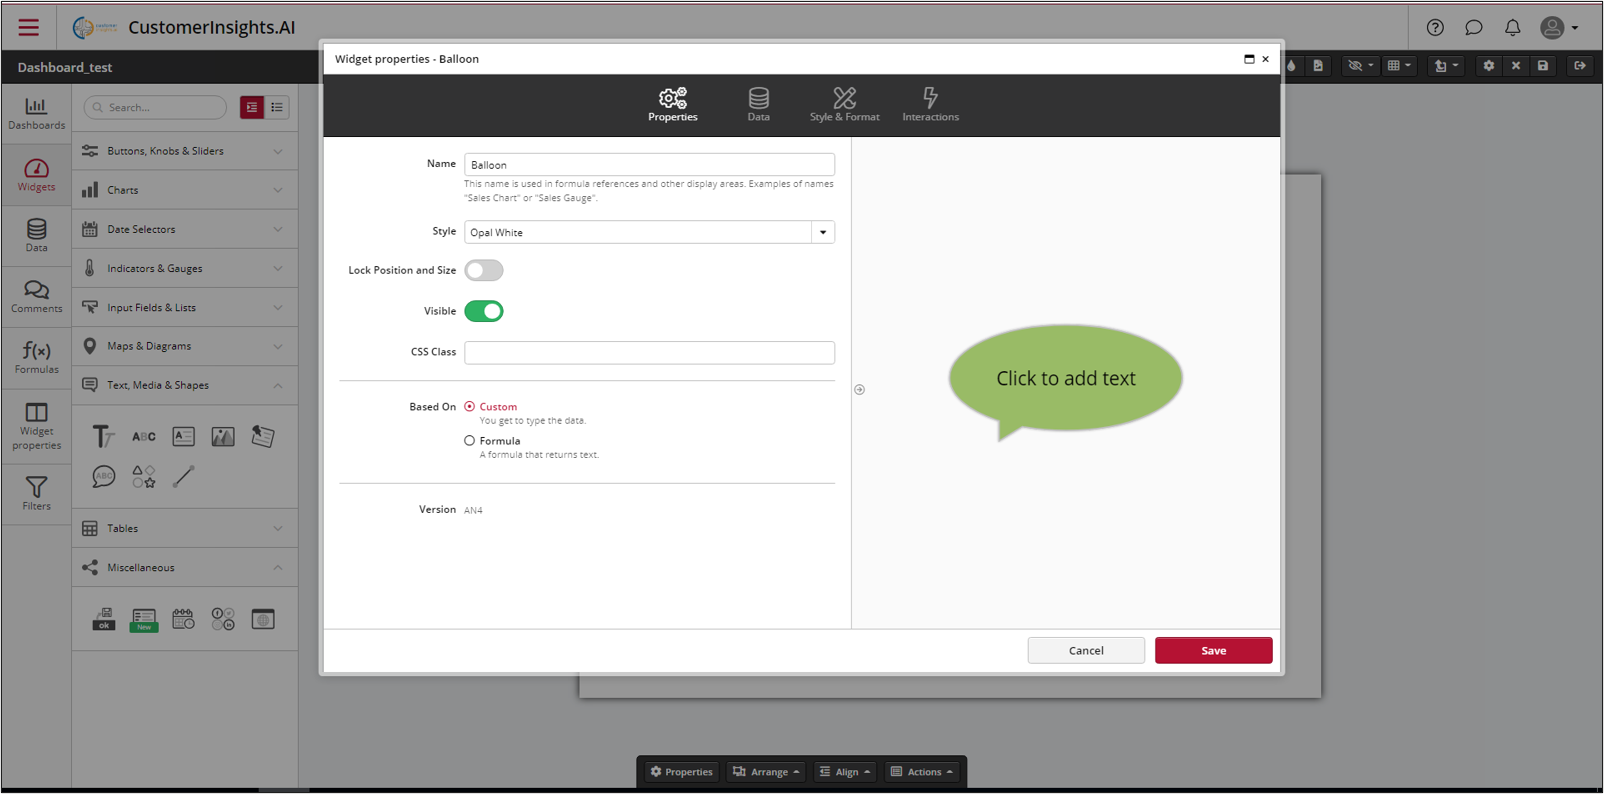 CustomerInsights.AI
Dashboard_test
Widget properties - Balloon
Properties
Data
Style & Format
Interactions
Dashboards
Widgets
Data
Comments
f(x)
Formulas
Widget
properties
Filters
Search...
Buttons, Knobs & Sliders
Charts
Date Selectors
Indicators & Gauges
Input Fields & Lists
Maps & Diagrams
Text, Media & Shapes
ABC
ABC
Tables
Miscellaneous
ok
New
Name
Balloon
This name is used in formula references and other display areas. Examples of names
"Sales Chart" or "Sales Gauge".
Style
Opal White
Lock Position and Size
Visible
CSS Class
Based On
Custom
You get to type the data.
Formula
A formula that returns text.
Version
AN4
Click to add text
Cancel
Save
Properties
Arrange
Align
Actions